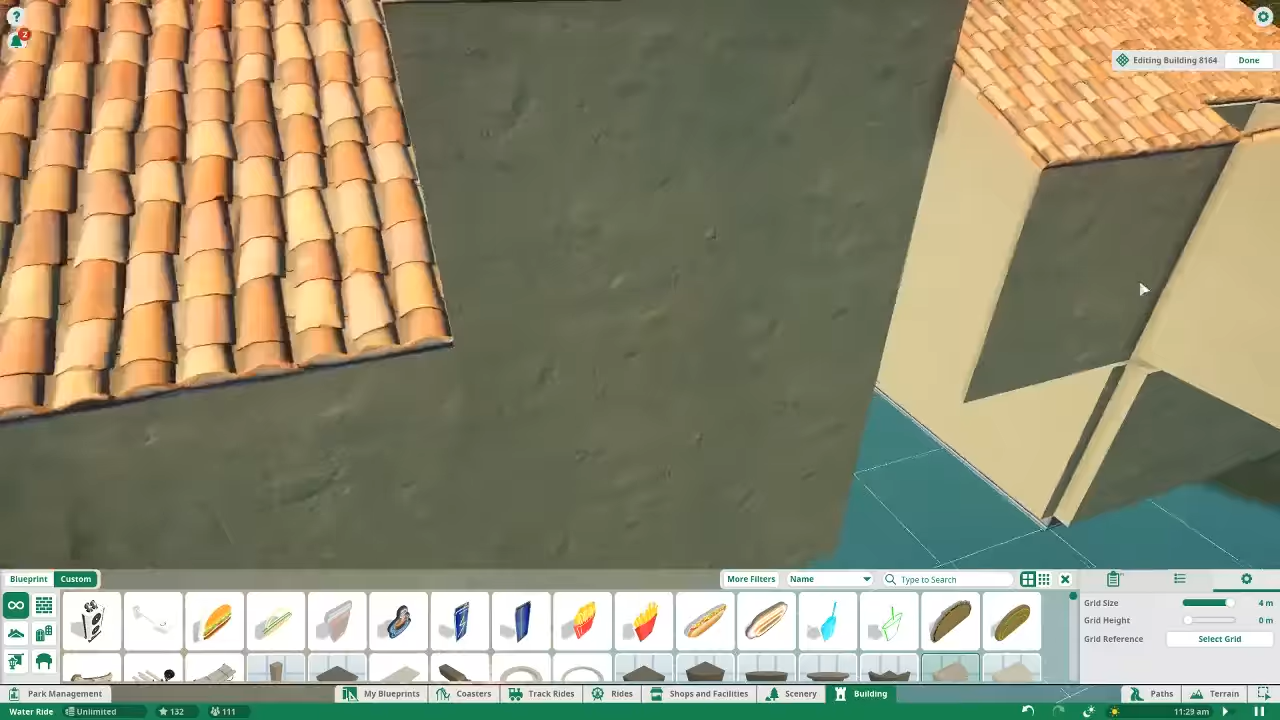 ?
2
Editing Building 8164 Done
Blueprint Custom
More Filters Name Type to Search
Grid Size 4 m
Grid Height 0 m
Grid Reference Select Grid
Park Management My Blueprints Coasters Track Rides Rides Shops and Facilities Scenery Building Paths Terrain
Water Ride Unlimited 132 111 11:29 am